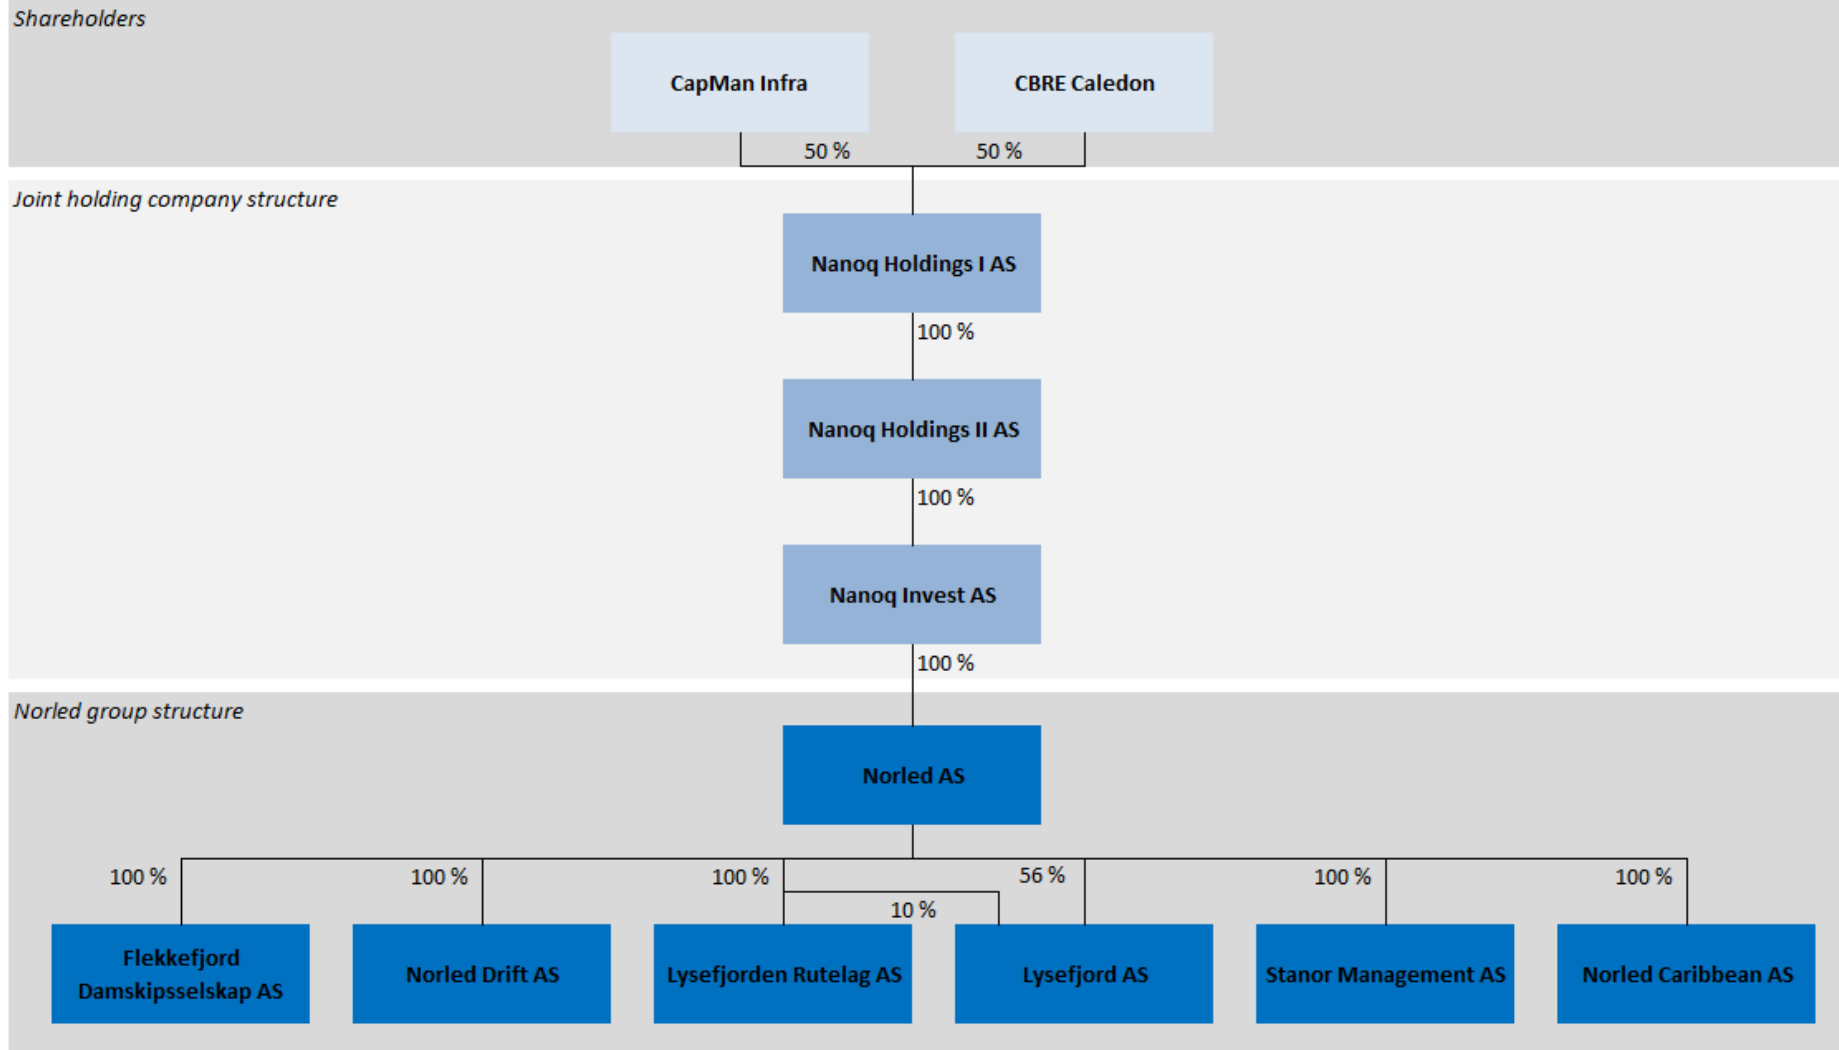 Shareholders
CapMan Infra
CBRE Caledon
50 %
50 %
Joint holding company structure
Nanoq Holdings I AS
100 %
Nanoq Holdings II AS
100 %
Nanoq Invest AS
100 %
Norled group structure
Norled AS
100 %
100 %
100 %
56 %
100 %
100 %
10 %
Flekkefjord
Damskipsselskap AS
Norled Drift AS
Lysefjorden Rutelag AS
Lysefjord AS
Stanor Management AS
Norled Caribbean AS